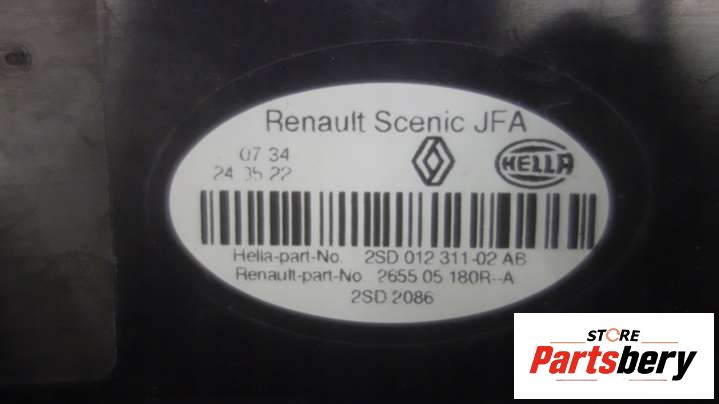 Renault Scenic JFA
07 34
24 05 22
HELLA
Hella-part-No. 2SD 012 311-02 AB
Renault-part-No. 2655 05 180R--A
2SD 2086
STORE
Partsbery